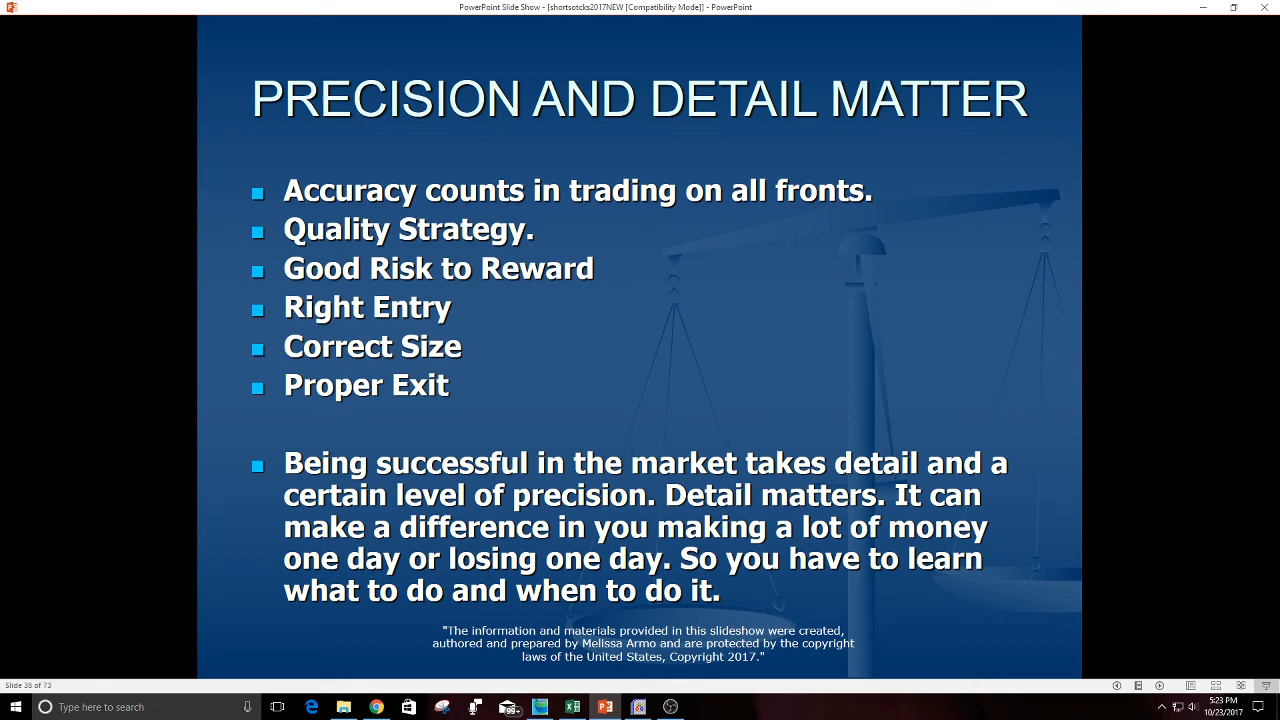 PowerPoint Slide Show - [shortsotcks2017NEW [Compatibility Mode]] - PowerPoint
PRECISION AND DETAIL MATTER
Accuracy counts in trading on all fronts.
Quality Strategy.
Good Risk to Reward
Right Entry
Correct Size
Proper Exit
Being successful in the market takes detail and a
certain level of precision. Detail matters. It can
make a difference in you making a lot of money
one day or losing one day. So you have to learn
what to do and when to do it.
"The information and materials provided in this slideshow were created,
authored and prepared by Melissa Armo and are protected by the copyright
laws of the United States, Copyright 2017."
Slide 38 of 73
Type here to search
99+
5:23 PM
10/23/2017